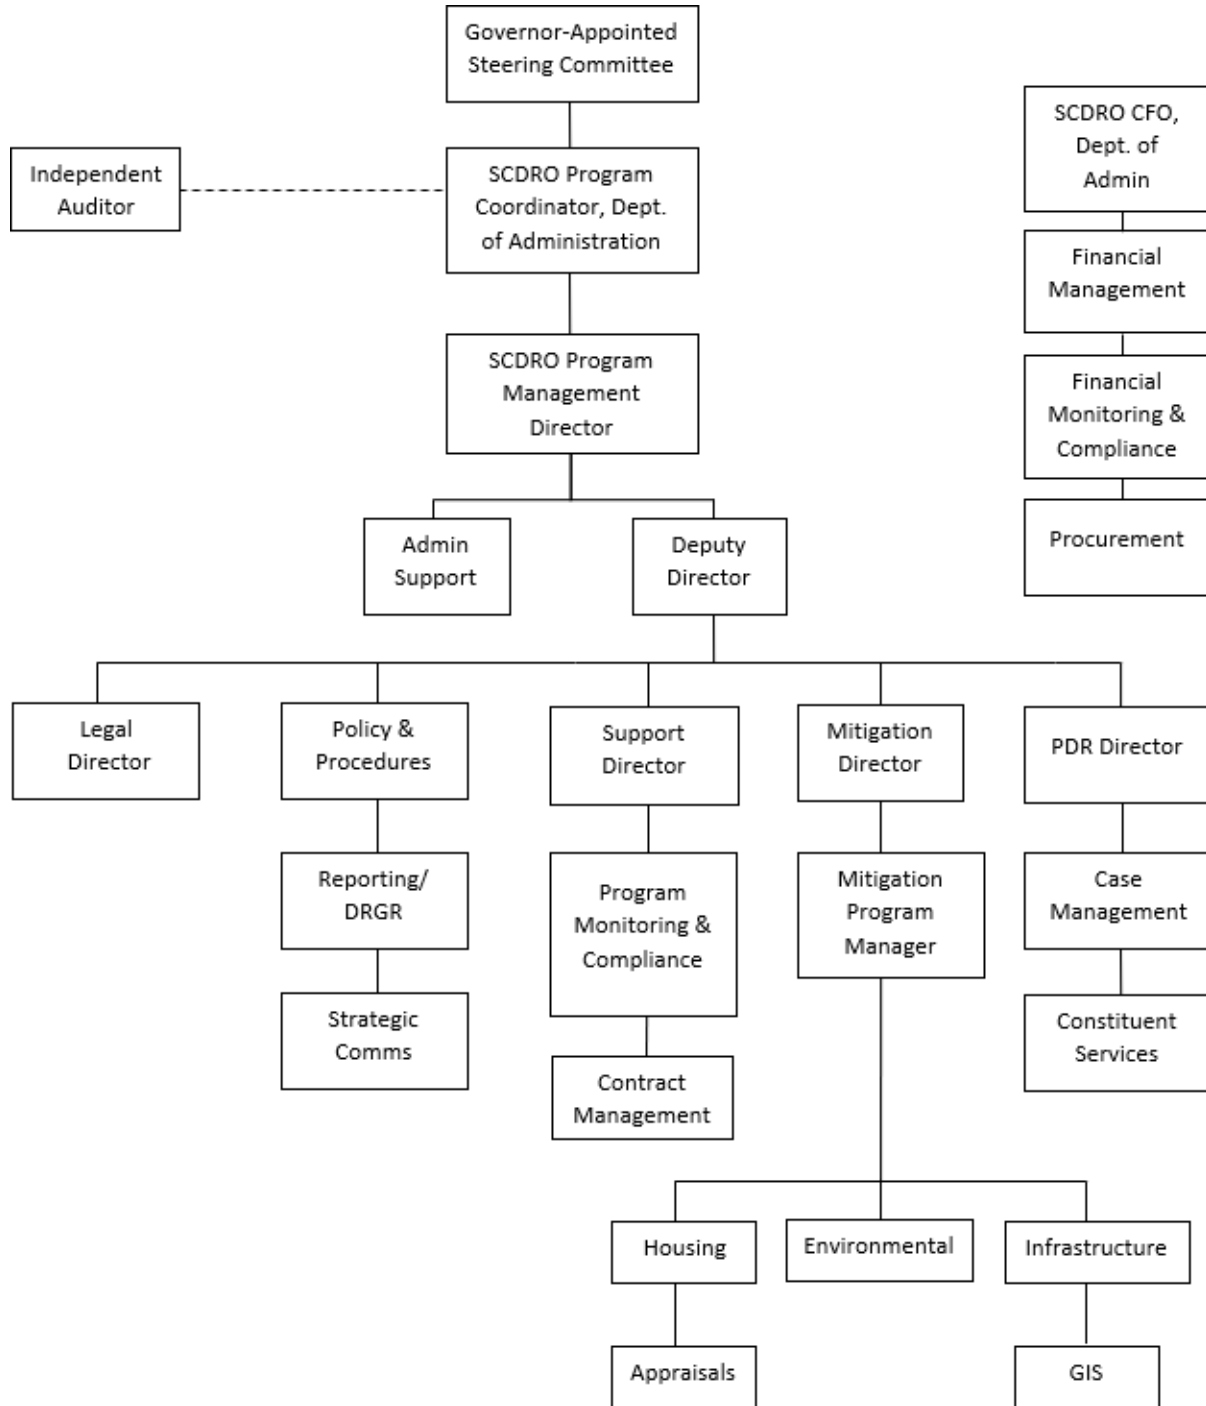 Governor-Appointed
Steering Committee
SCDRO CFO,
Dept. of
Admin
Independent
Auditor
SCDRO Program
Coordinator, Dept.
of Administration
Financial
Management
SCDRO Program
Management
Director
Financial
Monitoring &
Compliance
Admin
Support
Deputy
Director
Procurement
Legal
Director
Policy &
Procedures
Support
Director
Mitigation
Director
PDR Director
Reporting/
DRGR
Program
Monitoring &
Compliance
Mitigation
Program
Manager
Case
Management
Strategic
Comms
Contract
Management
Constituent
Services
Housing
Environmental
Infrastructure
Appraisals
GIS